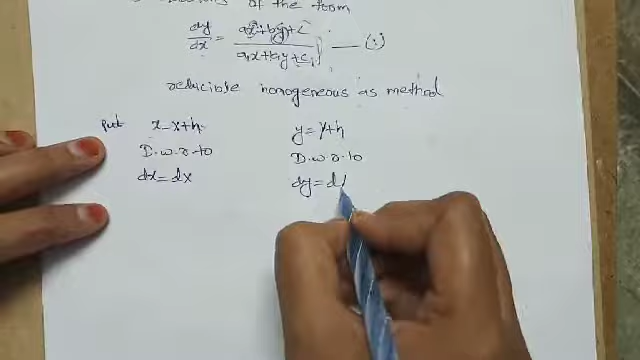 of the form
dy/dx = ax+by+c / a₁x+b₁y+c₁ — (i)
reducible homogeneous as method
put x = X+h y = Y+h
D.w.r.to D.w.r.to
dx = dX dy = d